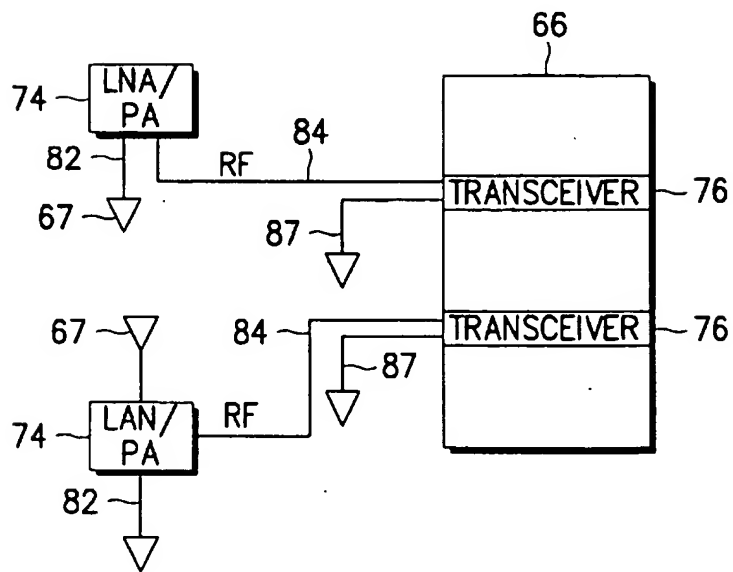 66
74
LNA/
PA
82
RF
84
TRANSCEIVER
76
67
87
67
84
TRANSCEIVER
76
87
74
LAN/
PA
RF
82